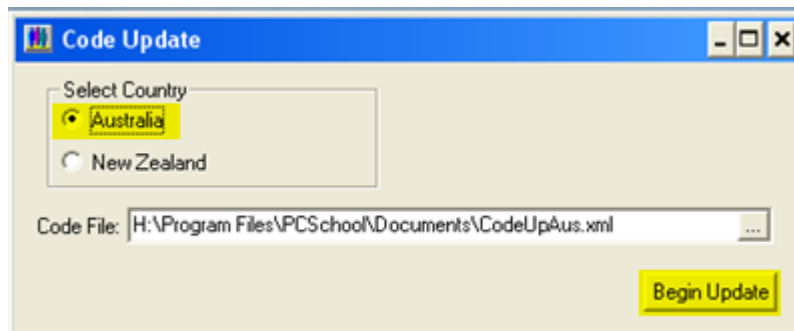 Code Update
Select Country
Australia
New Zealand
Code File: H:\Program Files\PCSchool\Documents\CodeUpAus.xml ...
Begin Update